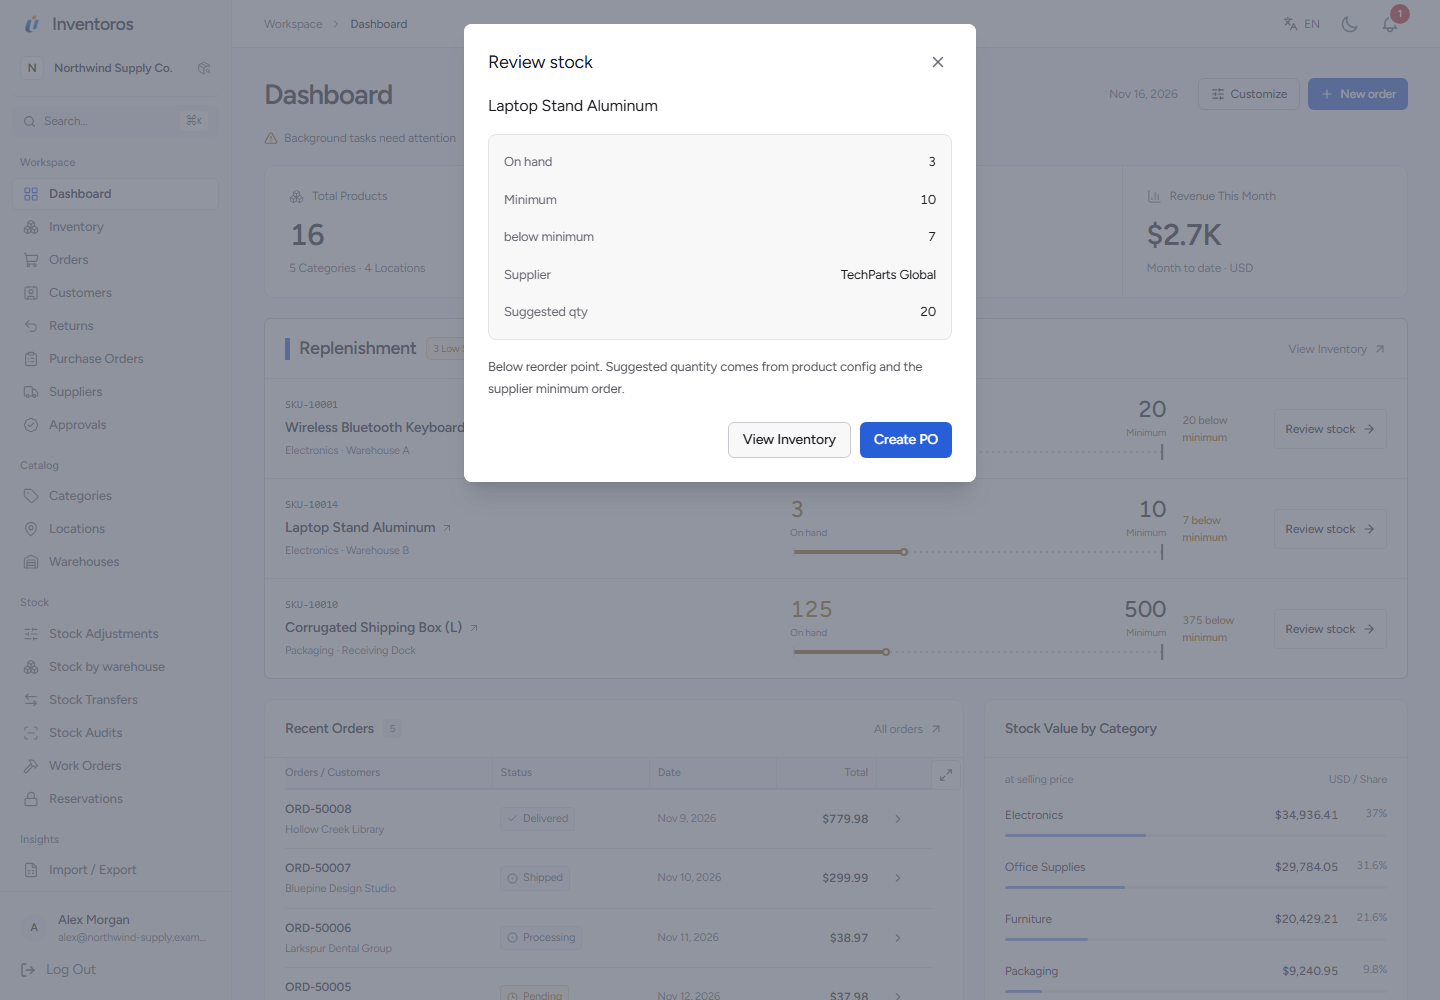 Inventoros
N Northwind Supply Co.
Search... ⌘K
Workspace
Dashboard
Inventory
Orders
Customers
Returns
Purchase Orders
Suppliers
Approvals
Catalog
Categories
Locations
Warehouses
Stock
Stock Adjustments
Stock by warehouse
Stock Transfers
Stock Audits
Work Orders
Reservations
Insights
Import / Export
A Alex Morgan
alex@northwind-supply.exam...
Log Out
Workspace > Dashboard
EN 1
Dashboard
Nov 16, 2026 Customize + New order
Background tasks need attention
Total Products
16
5 Categories · 4 Locations
Revenue This Month
$2.7K
Month to date · USD
Review stock
Laptop Stand Aluminum
On hand 3
Minimum 10
below minimum 7
Supplier TechParts Global
Suggested qty 20
Below reorder point. Suggested quantity comes from product config and the
supplier minimum order.
View Inventory Create PO
Replenishment 3 Low
View Inventory
SKU-10001
Wireless Bluetooth Keyboard
Electronics · Warehouse A
20
Minimum
20 below
minimum
Review stock
SKU-10014
Laptop Stand Aluminum
Electronics · Warehouse B
3
On hand
10
Minimum
7 below
minimum
Review stock
SKU-10010
Corrugated Shipping Box (L)
Packaging · Receiving Dock
125
On hand
500
Minimum
375 below
minimum
Review stock
Recent Orders 5 All orders
Orders / Customers Status Date Total
ORD-50008
Hollow Creek Library
Delivered Nov 9, 2026 $779.98
ORD-50007
Bluepine Design Studio
Shipped Nov 10, 2026 $299.99
ORD-50006
Larkspur Dental Group
Processing Nov 11, 2026 $38.97
ORD-50005
Pending Nov 12, 2026 $37.98
Stock Value by Category
at selling price USD / Share
Electronics $34,936.41 37%
Office Supplies $29,784.05 31.6%
Furniture $20,429.21 21.6%
Packaging $9,240.95 9.8%